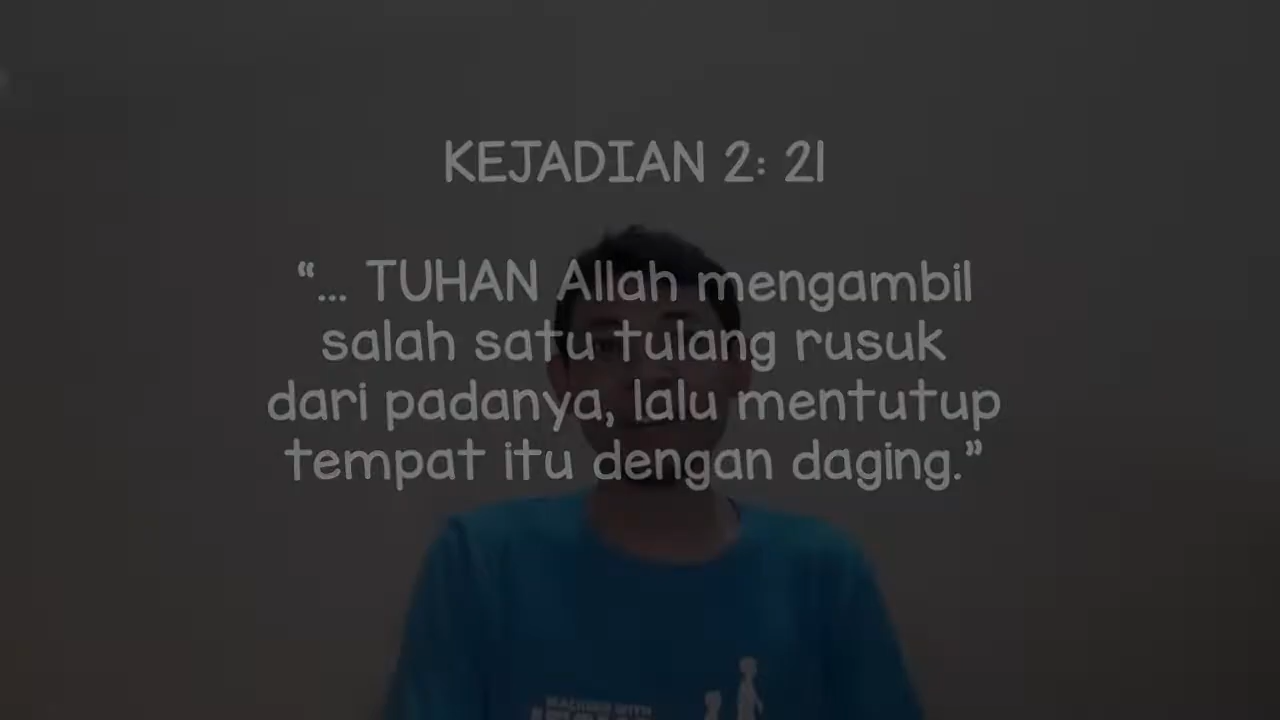 KEJADIAN 2: 21
“... TUHAN Allah mengambil
salah satu tulang rusuk
dari padanya, lalu mentutup
tempat itu dengan daging.”